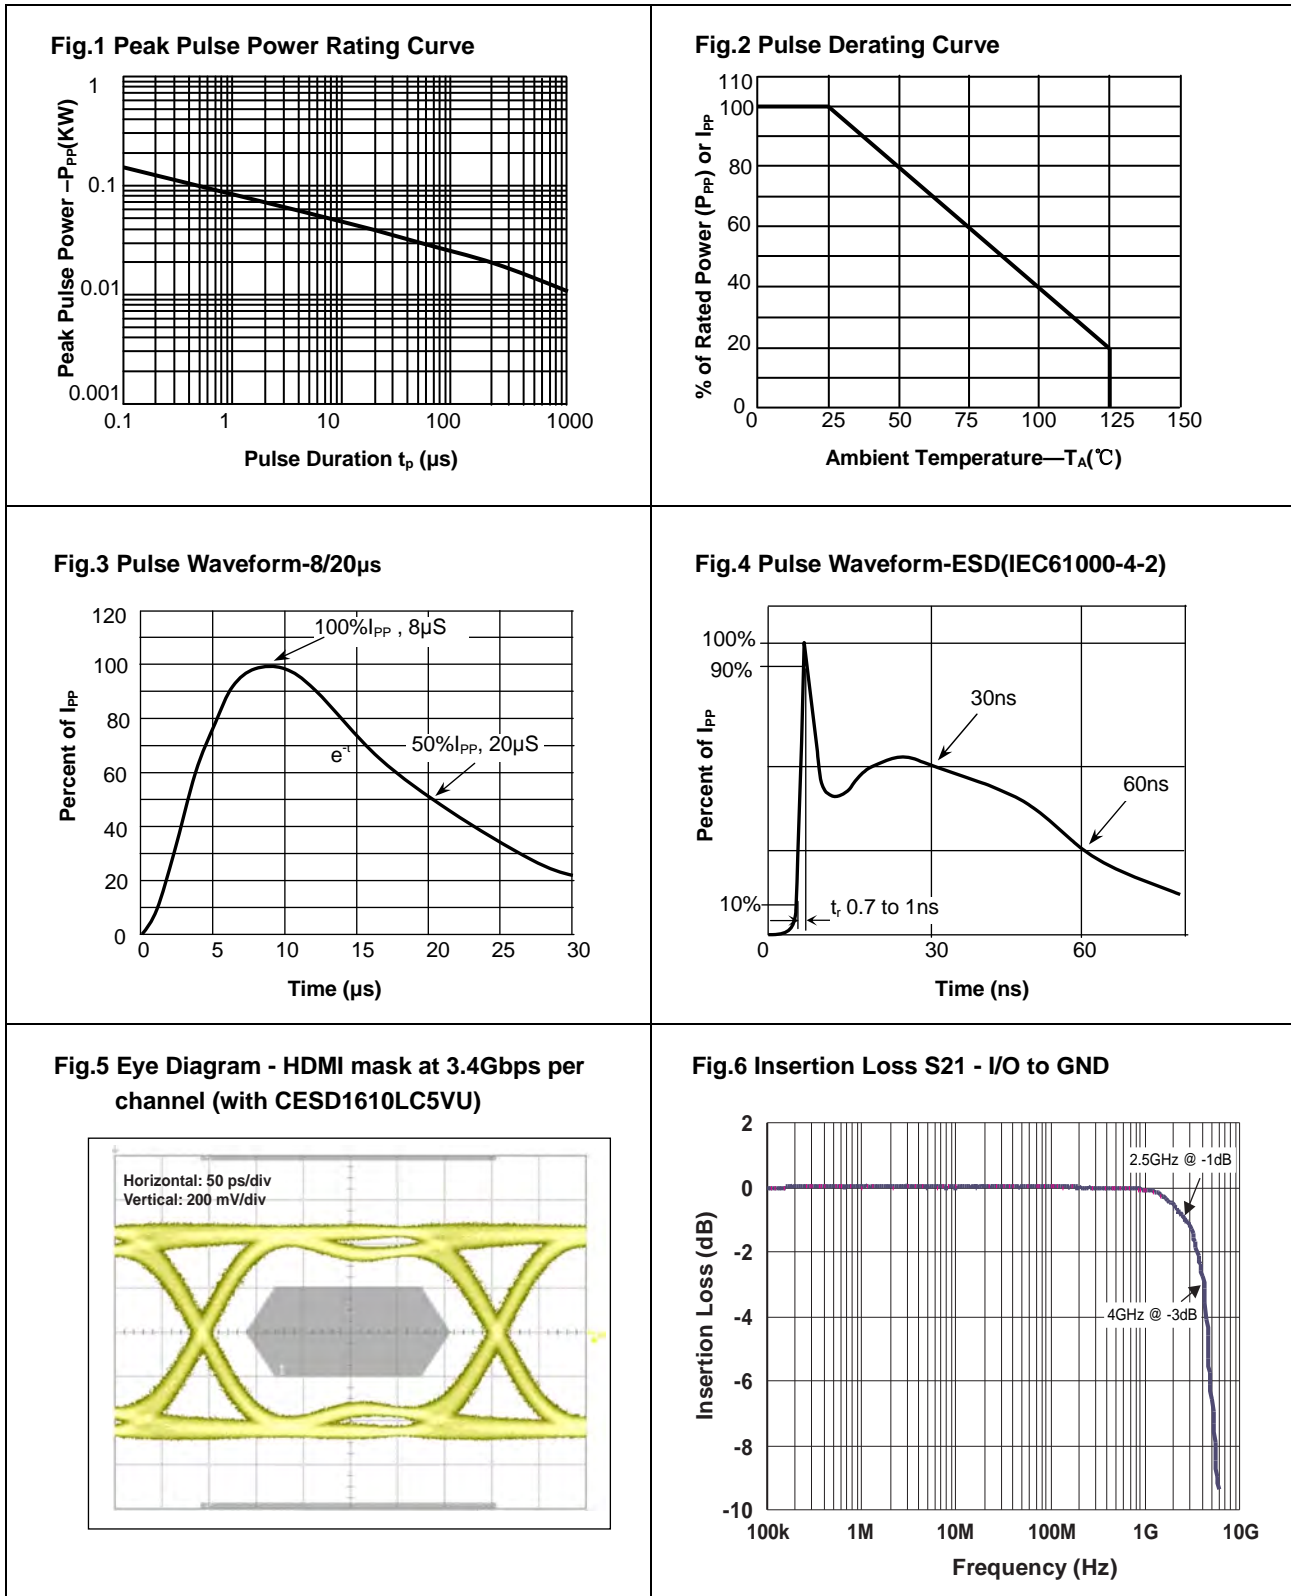 Fig.1 Peak Pulse Power Rating Curve
Peak Pulse Power –PPP(KW)
1
0.1
0.01
0.001
0.1 1 10 100 1000
Pulse Duration tp (µs)
Fig.2 Pulse Derating Curve
% of Rated Power (PPP) or IPP
110
100
80
60
40
20
0
0 25 50 75 100 125 150
Ambient Temperature—TA(℃)
Fig.3 Pulse Waveform-8/20µs
Percent of IPP
120
100
80
60
40
20
0
100%IPP , 8µS
50%IPP, 20µS
e-t
0 5 10 15 20 25 30
Time (µs)
Fig.4 Pulse Waveform-ESD(IEC61000-4-2)
Percent of IPP
100%
90%
10%
30ns
60ns
tr 0.7 to 1ns
0 30 60
Time (ns)
Fig.5 Eye Diagram - HDMI mask at 3.4Gbps per
channel (with CESD1610LC5VU)
Horizontal: 50 ps/div
Vertical: 200 mV/div
Fig.6 Insertion Loss S21 - I/O to GND
Insertion Loss (dB)
2
0
-2
-4
-6
-8
-10
2.5GHz @ -1dB
4GHz @ -3dB
100k 1M 10M 100M 1G 10G
Frequency (Hz)